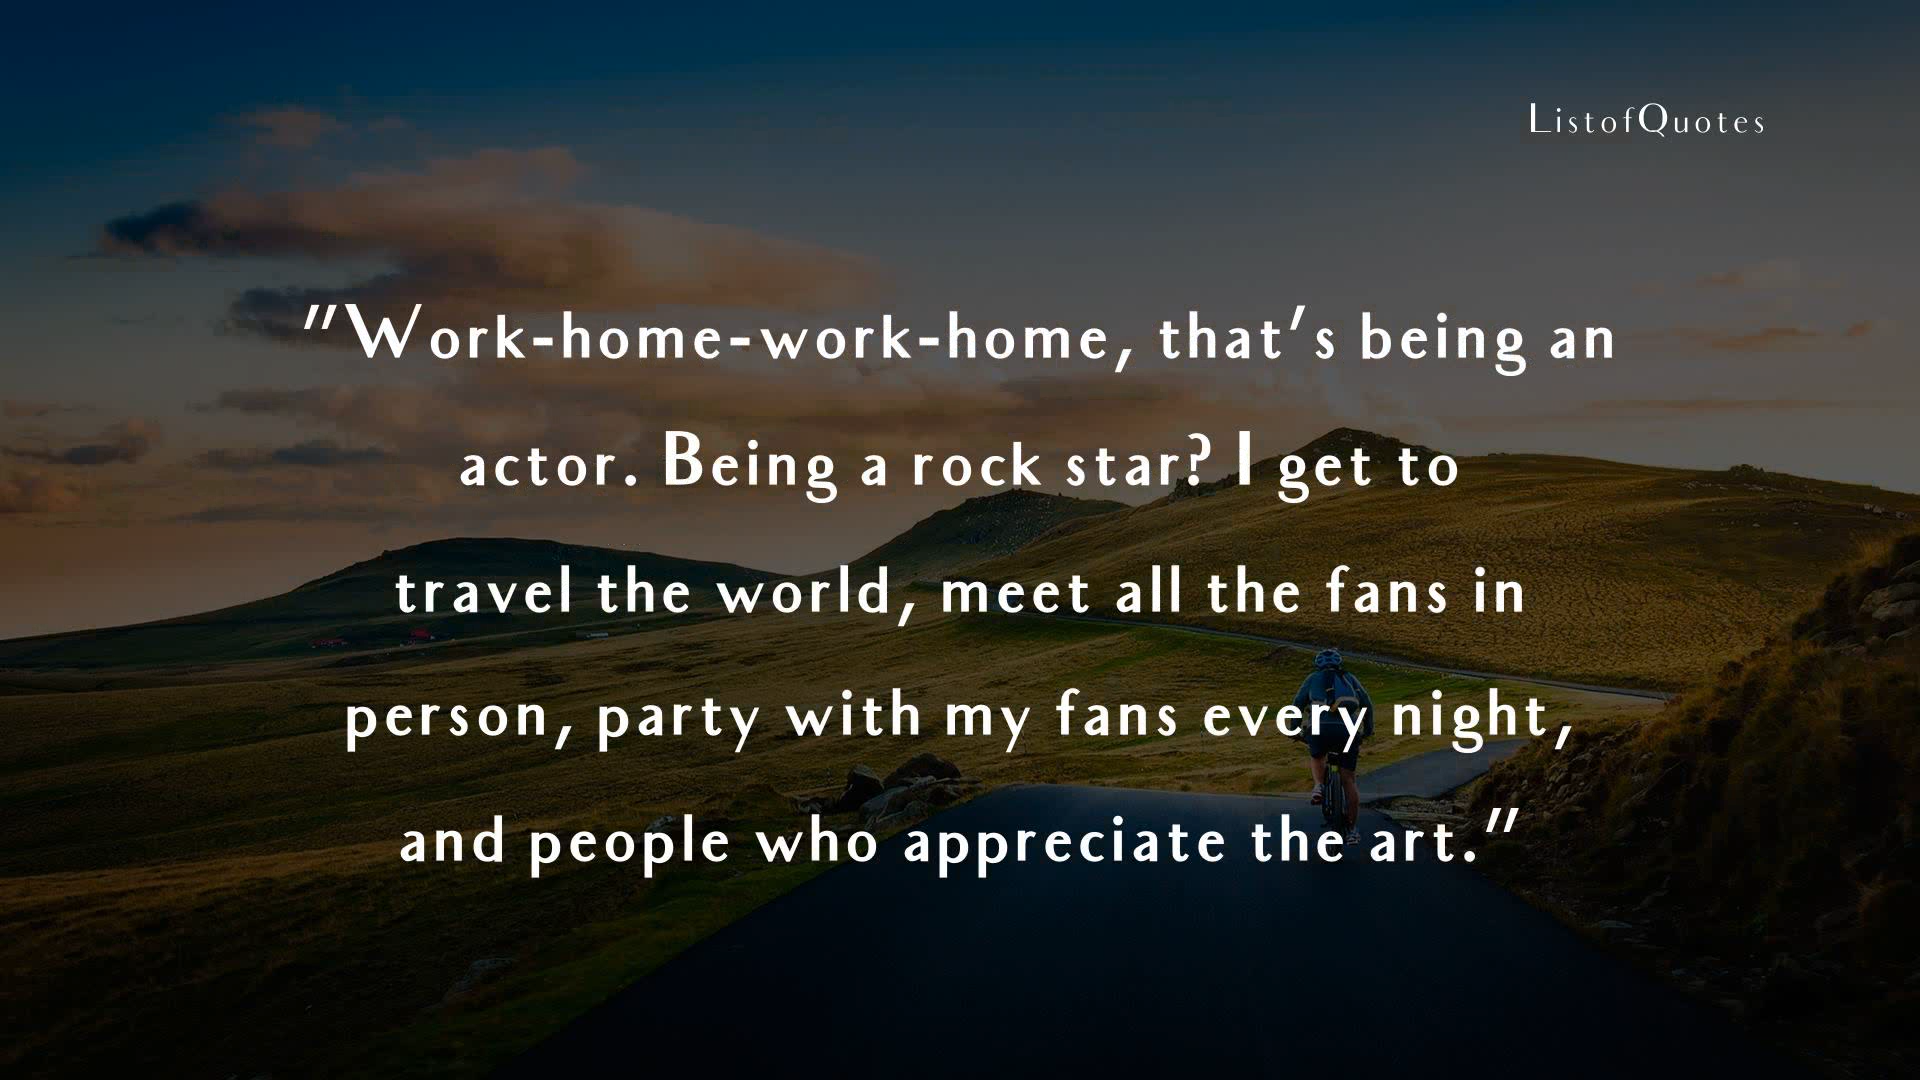 ListofQuotes
"Work-home-work-home, that's being an
actor. Being a rock star? I get to
travel the world, meet all the fans in
person, party with my fans every night,
and people who appreciate the art."